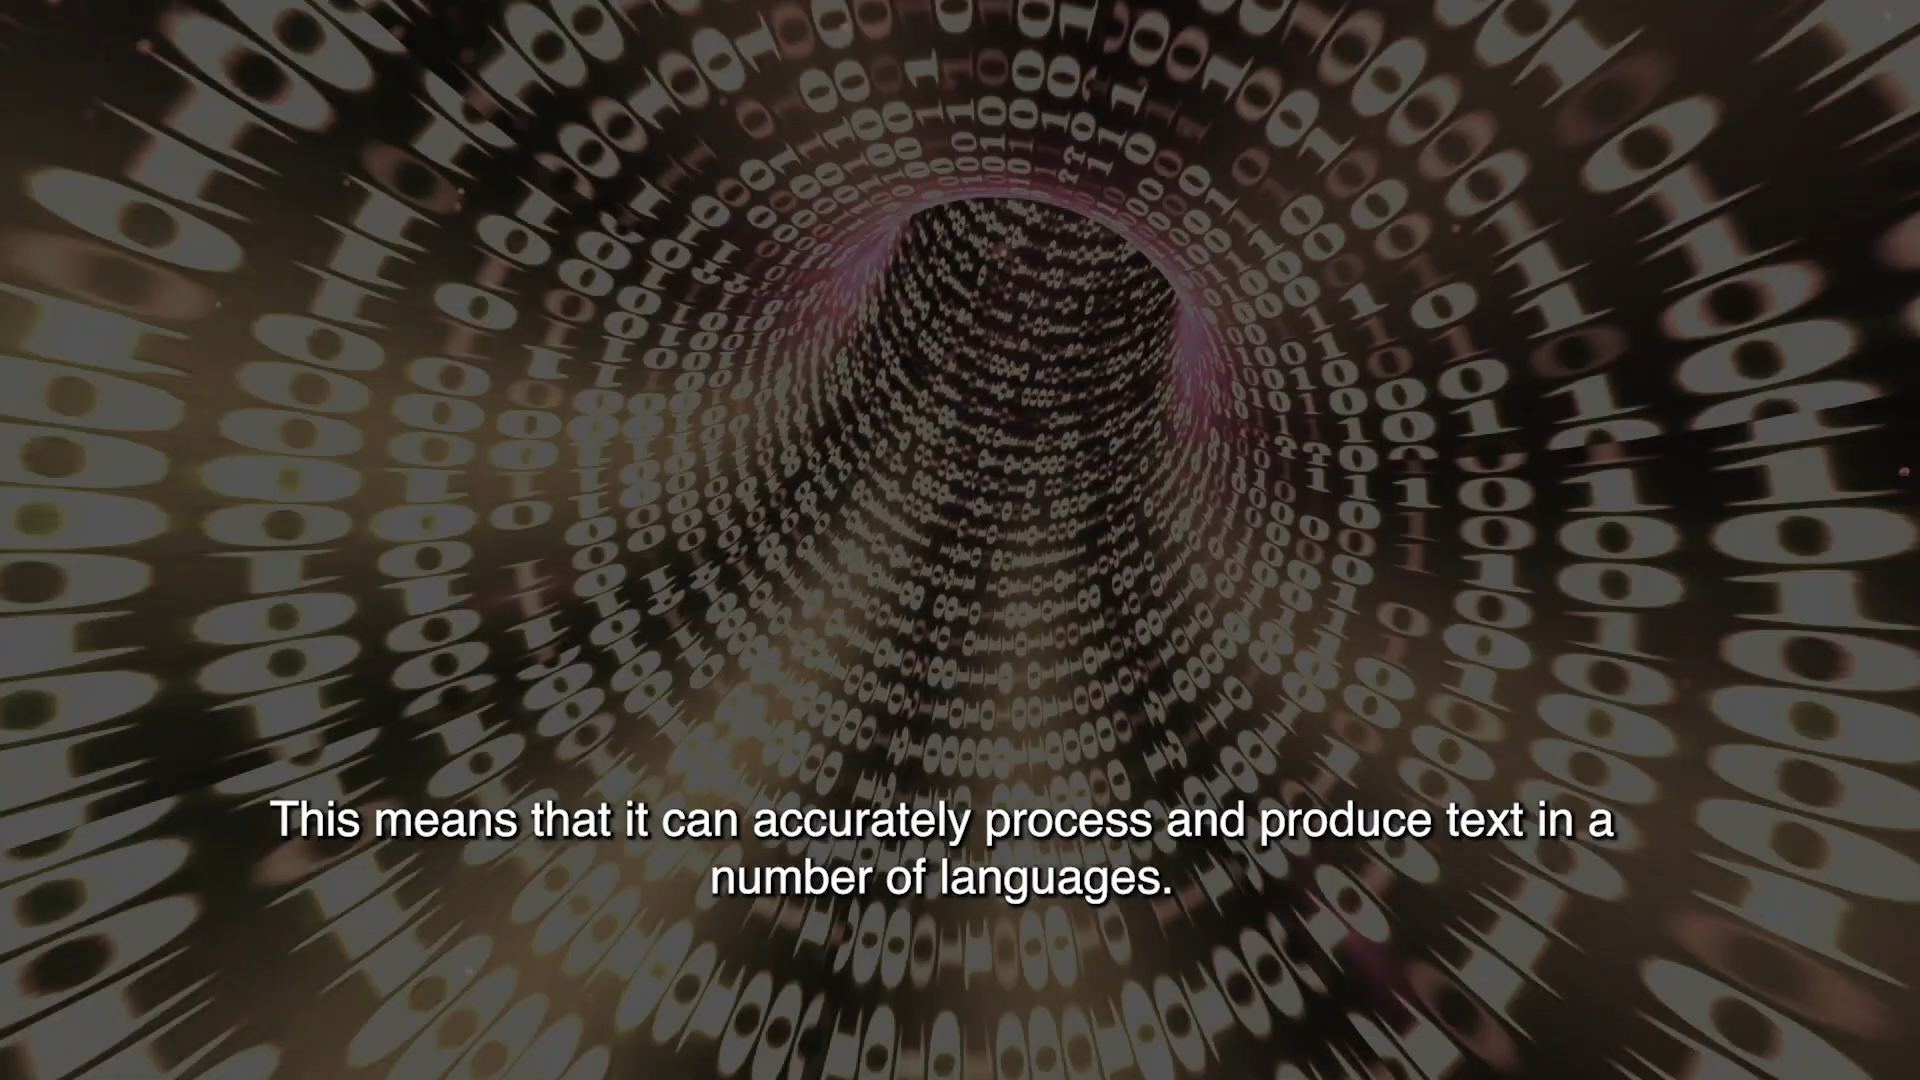 This means that it can accurately process and produce text in a
number of languages.